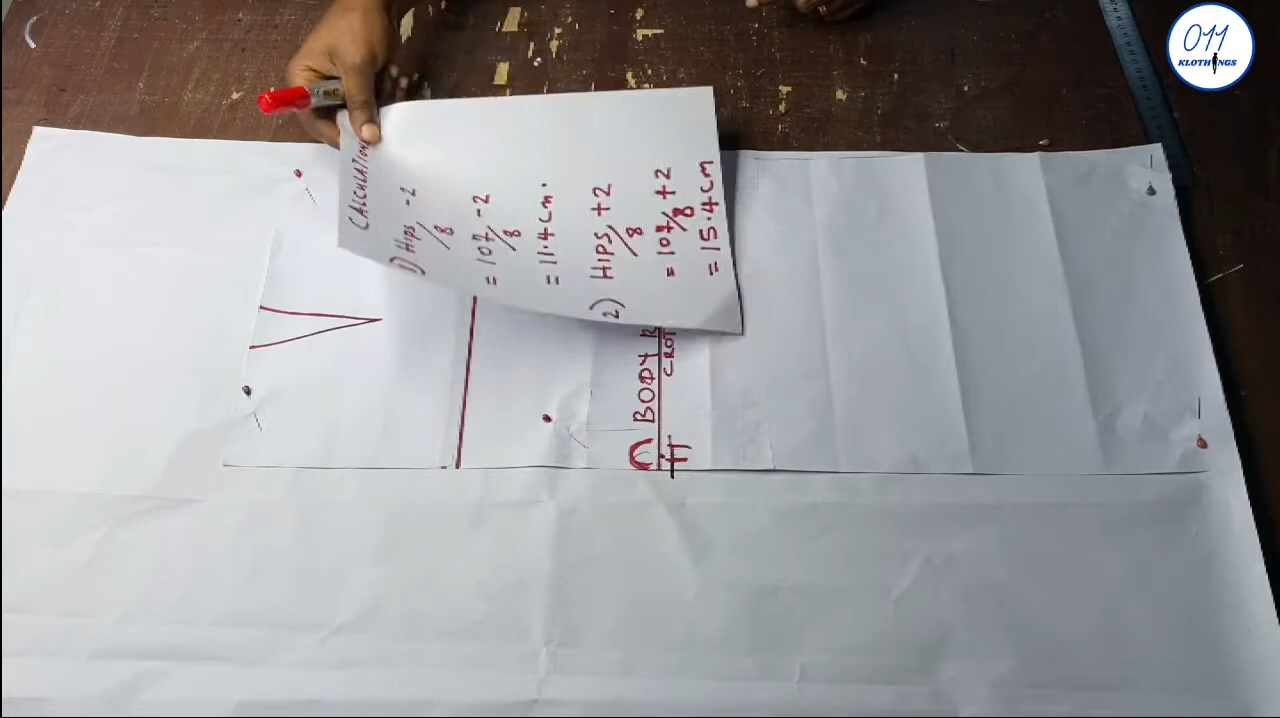 CALCULATION
1) Hips/8 -2
= 107/8 -2
= 11.4cm.
2) HIPS/8 +2
= 107/8 +2
= 15.4cm
BODY
011
KLOTHINGS